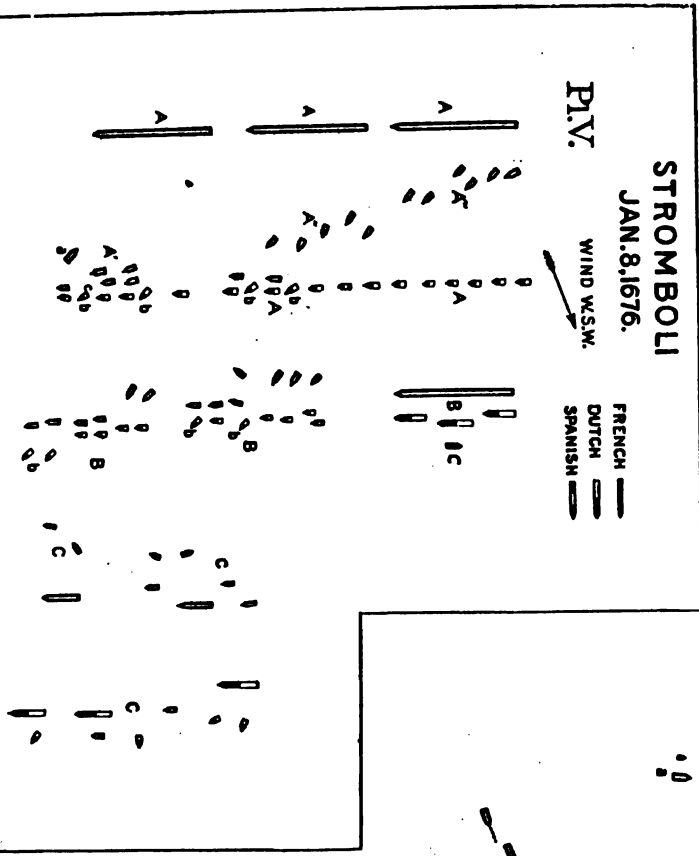 Pl.V.
STROMBOLI
JAN.8,1676.
WIND W.S.W.
FRENCH
DUTCH
SPANISH
A
A
A
A"
A"
A'
a
b
b
c
b
b
A
A
B
C
b
b
B
b
B
C
C
C
a